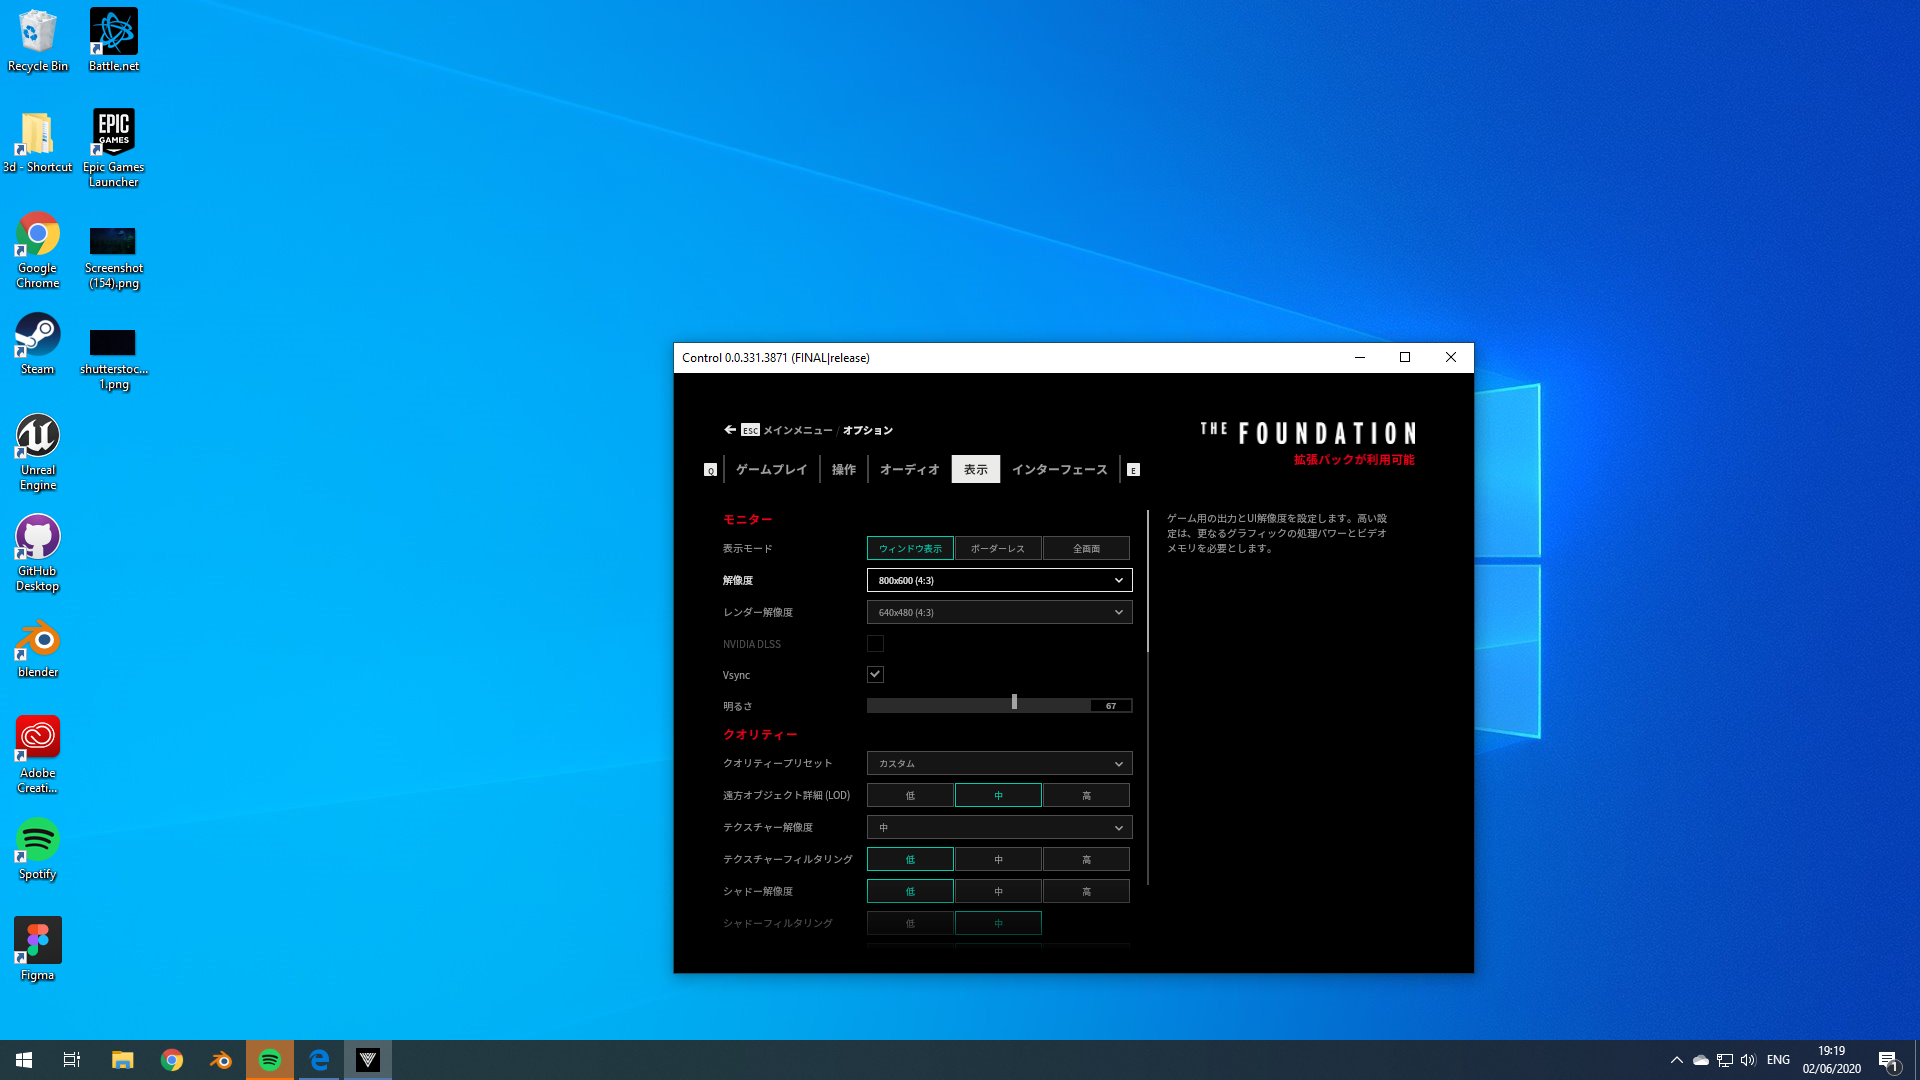 Recycle Bin
Battle.net
3d - Shortcut
EPIC
GAMES
Epic Games
Launcher
Google
Chrome
Screenshot
(154).png
Steam
shutterstoc...
1.png
Unreal
Engine
GitHub
Desktop
blender
Adobe
Creati...
Spotify
Figma
Control 0.0.331.3871 (FINAL|release)
ESC メインメニュー / オプション
THE FOUNDATION
拡張パックが利用可能
Q ゲームプレイ 操作 オーディオ 表示 インターフェース E
モニター
表示モード ウィンドウ表示 ボーダーレス 全画面
解像度 800x600 (4:3)
レンダー解像度 640x480 (4:3)
NVIDIA DLSS
Vsync
明るさ 67
クオリティー
クオリティープリセット カスタム
遠方オブジェクト詳細 (LOD) 低 中 高
テクスチャー解像度 中
テクスチャーフィルタリング 低 中 高
シャドー解像度 低 中 高
シャドーフィルタリング 低 中
ゲーム用の出力とUI解像度を設定します。高い設
定は、更なるグラフィックの処理パワーとビデオ
メモリを必要とします。
ENG
19:19
02/06/2020
1